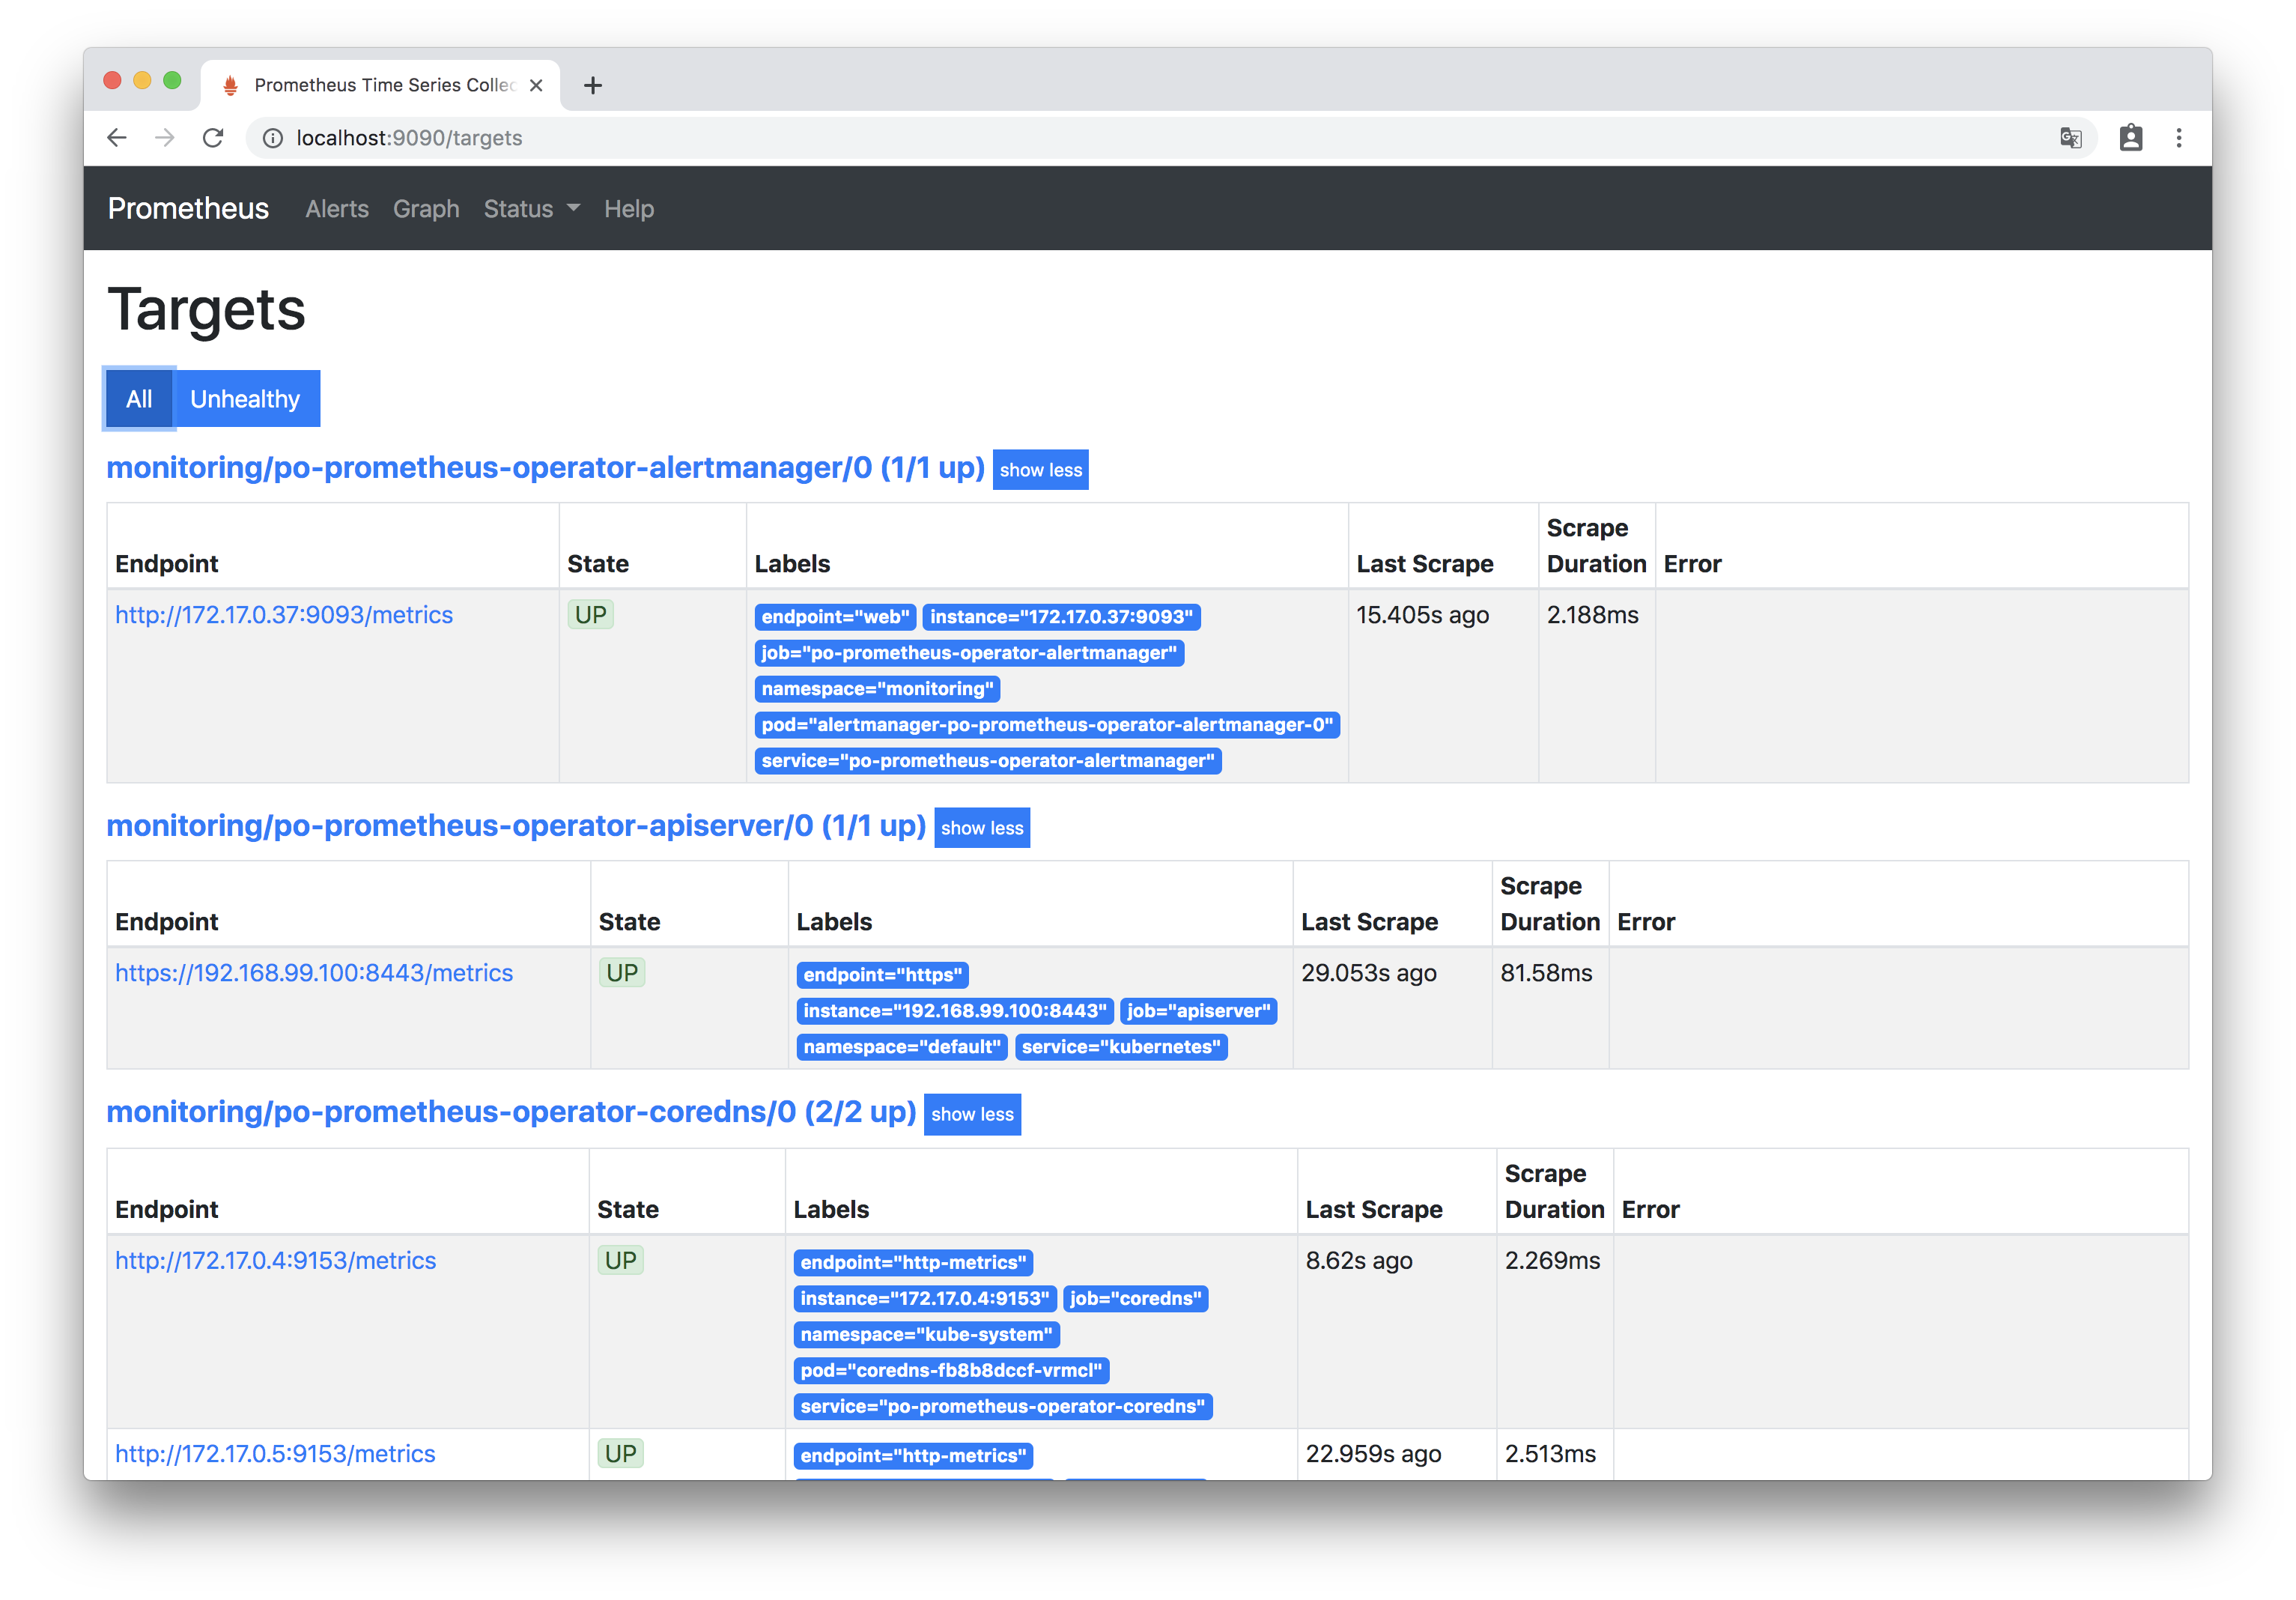 Prometheus Time Series Collec
localhost:9090/targets
Prometheus Alerts Graph Status Help
Targets
All Unhealthy
monitoring/po-prometheus-operator-alertmanager/0 (1/1 up) show less
Endpoint State Labels Last Scrape Scrape Duration Error
http://172.17.0.37:9093/metrics UP endpoint="web" instance="172.17.0.37:9093" 15.405s ago 2.188ms
job="po-prometheus-operator-alertmanager"
namespace="monitoring"
pod="alertmanager-po-prometheus-operator-alertmanager-0"
service="po-prometheus-operator-alertmanager"
monitoring/po-prometheus-operator-apiserver/0 (1/1 up) show less
Endpoint State Labels Last Scrape Scrape Duration Error
https://192.168.99.100:8443/metrics UP endpoint="https" 29.053s ago 81.58ms
instance="192.168.99.100:8443" job="apiserver"
namespace="default" service="kubernetes"
monitoring/po-prometheus-operator-coredns/0 (2/2 up) show less
Endpoint State Labels Last Scrape Scrape Duration Error
http://172.17.0.4:9153/metrics UP endpoint="http-metrics" 8.62s ago 2.269ms
instance="172.17.0.4:9153" job="coredns"
namespace="kube-system"
pod="coredns-fb8b8dccf-vrmcl"
service="po-prometheus-operator-coredns"
http://172.17.0.5:9153/metrics UP endpoint="http-metrics" 22.959s ago 2.513ms